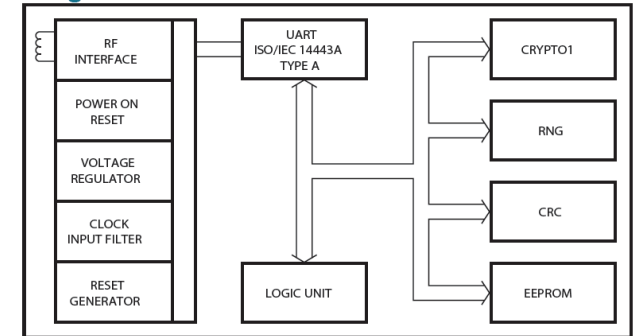 RF
INTERFACE
POWER ON
RESET
VOLTAGE
REGULATOR
CLOCK
INPUT FILTER
RESET
GENERATOR
UART
ISO/IEC 14443A
TYPE A
LOGIC UNIT
CRYPTO1
RNG
CRC
EEPROM